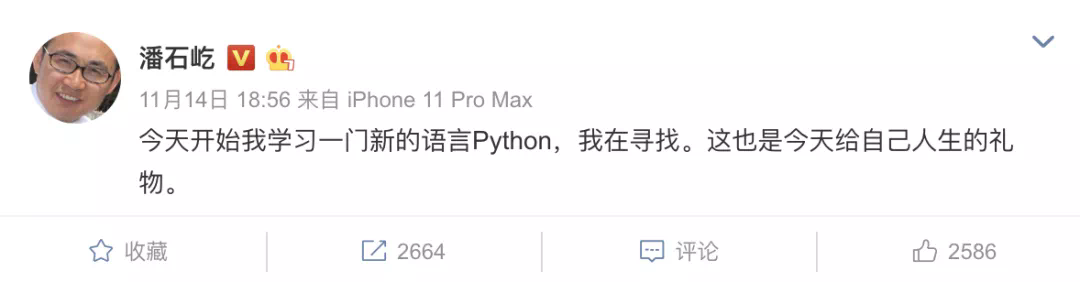 潘石屹
11月14日 18:56 来自 iPhone 11 Pro Max
今天开始我学习一门新的语言Python，我在寻找。这也是今天给自己人生的礼
物。
收藏 2664 评论 2586